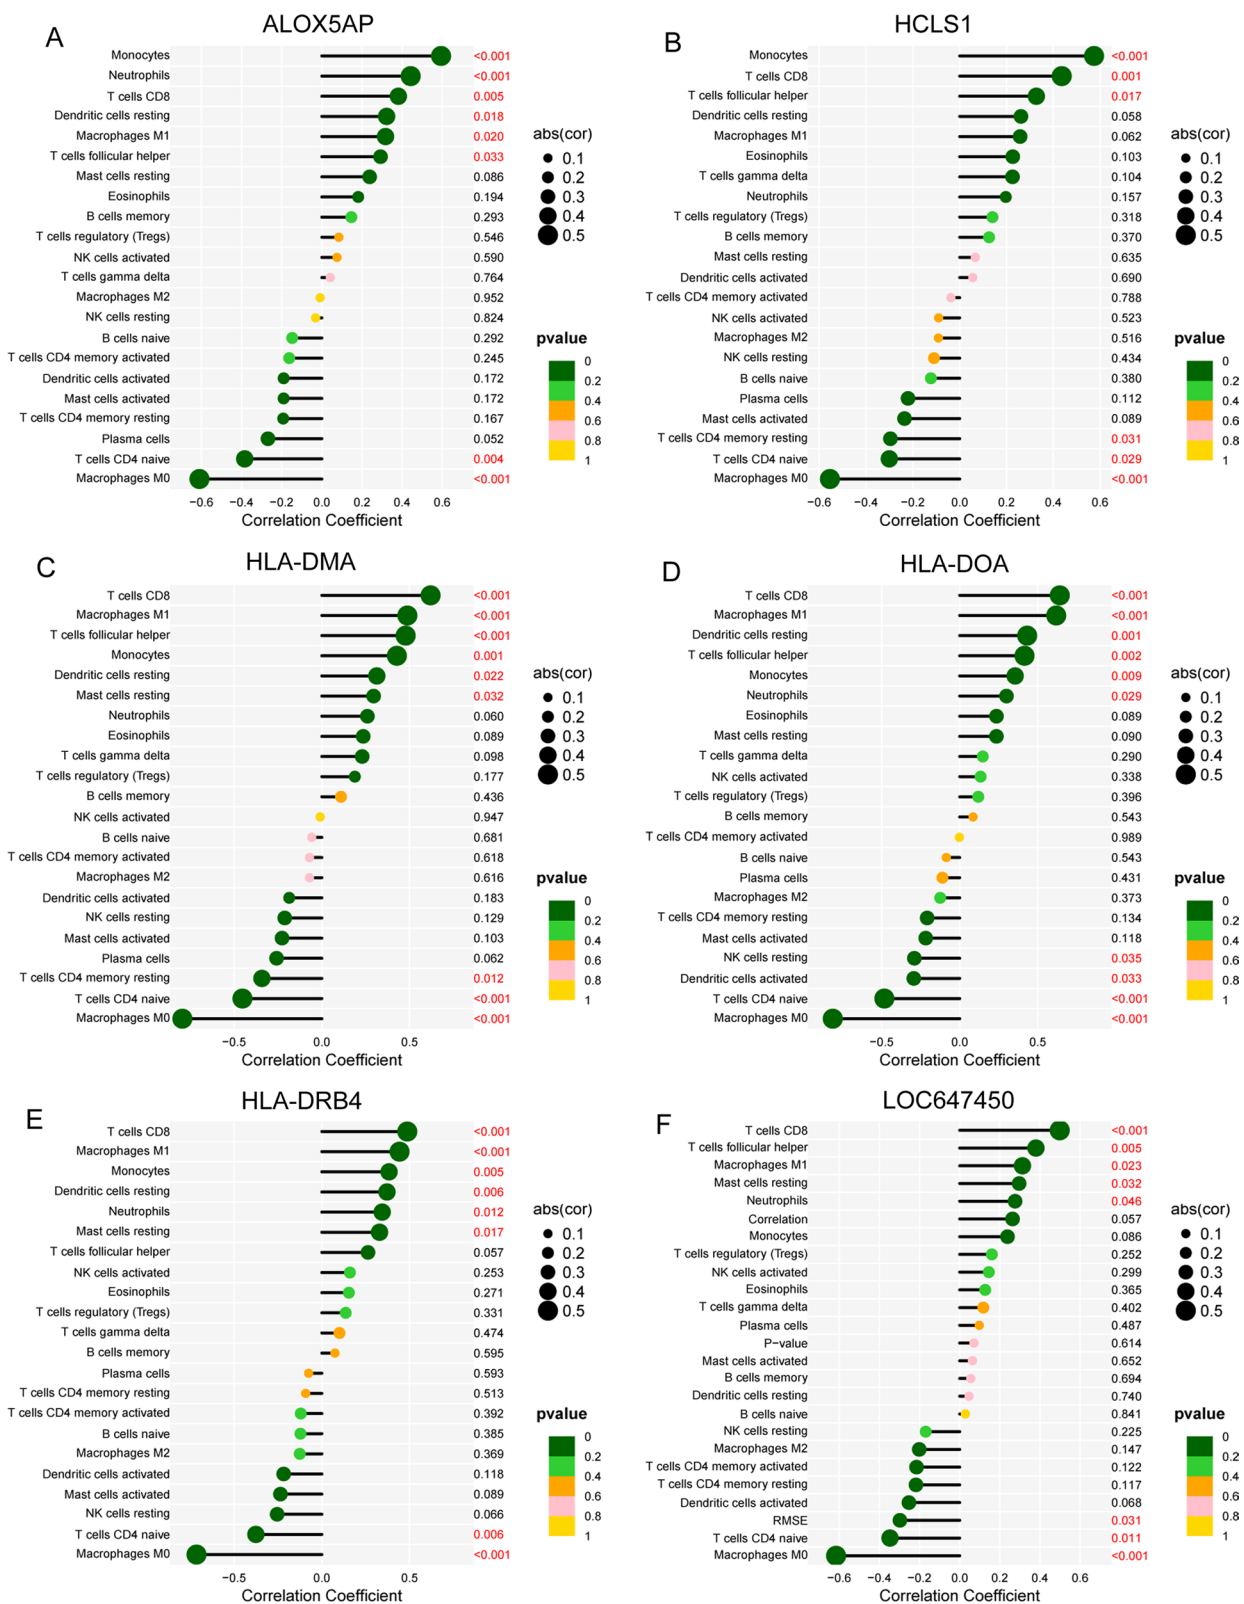 A
ALOX5AP
Monocytes <0.001
Neutrophils <0.001
T cells CD8 0.005
Dendritic cells resting 0.018
Macrophages M1 0.020
T cells follicular helper 0.033
Mast cells resting 0.086
Eosinophils 0.194
B cells memory 0.293
T cells regulatory (Tregs) 0.546
NK cells activated 0.590
T cells gamma delta 0.764
Macrophages M2 0.952
NK cells resting 0.824
B cells naive 0.292
T cells CD4 memory activated 0.245
Dendritic cells activated 0.172
Mast cells activated 0.172
T cells CD4 memory resting 0.167
Plasma cells 0.052
T cells CD4 naive 0.004
Macrophages M0 <0.001
−0.6 −0.4 −0.2 0.0 0.2 0.4 0.6
Correlation Coefficient
abs(cor)
0.1
0.2
0.3
0.4
0.5
pvalue
0
0.2
0.4
0.6
0.8
1
B
HCLS1
Monocytes <0.001
T cells CD8 0.001
T cells follicular helper 0.017
Dendritic cells resting 0.058
Macrophages M1 0.062
Eosinophils 0.103
T cells gamma delta 0.104
Neutrophils 0.157
T cells regulatory (Tregs) 0.318
B cells memory 0.370
Mast cells resting 0.635
Dendritic cells activated 0.690
T cells CD4 memory activated 0.788
NK cells activated 0.523
Macrophages M2 0.516
NK cells resting 0.434
B cells naive 0.380
Plasma cells 0.112
Mast cells activated 0.089
T cells CD4 memory resting 0.031
T cells CD4 naive 0.029
Macrophages M0 <0.001
−0.6 −0.4 −0.2 0.0 0.2 0.4 0.6
Correlation Coefficient
abs(cor)
0.1
0.2
0.3
0.4
0.5
pvalue
0
0.2
0.4
0.6
0.8
1
C
HLA-DMA
T cells CD8 <0.001
Macrophages M1 <0.001
T cells follicular helper <0.001
Monocytes 0.001
Dendritic cells resting 0.022
Mast cells resting 0.032
Neutrophils 0.060
Eosinophils 0.089
T cells gamma delta 0.098
T cells regulatory (Tregs) 0.177
B cells memory 0.436
NK cells activated 0.947
B cells naive 0.681
T cells CD4 memory activated 0.618
Macrophages M2 0.616
Dendritic cells activated 0.183
NK cells resting 0.129
Mast cells activated 0.103
Plasma cells 0.062
T cells CD4 memory resting 0.012
T cells CD4 naive <0.001
Macrophages M0 <0.001
−0.5 0.0 0.5
Correlation Coefficient
abs(cor)
0.1
0.2
0.3
0.4
0.5
pvalue
0
0.2
0.4
0.6
0.8
1
D
HLA-DOA
T cells CD8 <0.001
Macrophages M1 <0.001
Dendritic cells resting 0.001
T cells follicular helper 0.002
Monocytes 0.009
Neutrophils 0.029
Eosinophils 0.089
Mast cells resting 0.090
T cells gamma delta 0.290
NK cells activated 0.338
T cells regulatory (Tregs) 0.396
B cells memory 0.543
T cells CD4 memory activated 0.989
B cells naive 0.543
Plasma cells 0.431
Macrophages M2 0.373
T cells CD4 memory resting 0.134
Mast cells activated 0.118
NK cells resting 0.035
Dendritic cells activated 0.033
T cells CD4 naive <0.001
Macrophages M0 <0.001
−0.5 0.0 0.5
Correlation Coefficient
abs(cor)
0.1
0.2
0.3
0.4
0.5
pvalue
0
0.2
0.4
0.6
0.8
1
E
HLA-DRB4
T cells CD8 <0.001
Macrophages M1 <0.001
Monocytes 0.005
Dendritic cells resting 0.006
Neutrophils 0.012
Mast cells resting 0.017
T cells follicular helper 0.057
NK cells activated 0.253
Eosinophils 0.271
T cells regulatory (Tregs) 0.331
T cells gamma delta 0.474
B cells memory 0.595
Plasma cells 0.593
T cells CD4 memory resting 0.513
T cells CD4 memory activated 0.392
B cells naive 0.385
Macrophages M2 0.369
Dendritic cells activated 0.118
Mast cells activated 0.089
NK cells resting 0.066
T cells CD4 naive 0.006
Macrophages M0 <0.001
−0.5 0.0 0.5
Correlation Coefficient
abs(cor)
0.1
0.2
0.3
0.4
0.5
pvalue
0
0.2
0.4
0.6
0.8
1
F
LOC647450
T cells CD8 <0.001
T cells follicular helper 0.005
Macrophages M1 0.023
Mast cells resting 0.032
Neutrophils 0.046
Correlation 0.057
Monocytes 0.086
T cells regulatory (Tregs) 0.252
NK cells activated 0.299
Eosinophils 0.365
T cells gamma delta 0.402
Plasma cells 0.487
P−value 0.614
Mast cells activated 0.652
B cells memory 0.694
Dendritic cells resting 0.740
B cells naive 0.841
NK cells resting 0.225
Macrophages M2 0.147
T cells CD4 memory activated 0.122
T cells CD4 memory resting 0.117
Dendritic cells activated 0.068
RMSE 0.031
T cells CD4 naive 0.011
Macrophages M0 <0.001
−0.6 −0.4 −0.2 0.0 0.2 0.4 0.6
Correlation Coefficient
abs(cor)
0.1
0.2
0.3
0.4
0.5
pvalue
0
0.2
0.4
0.6
0.8
1